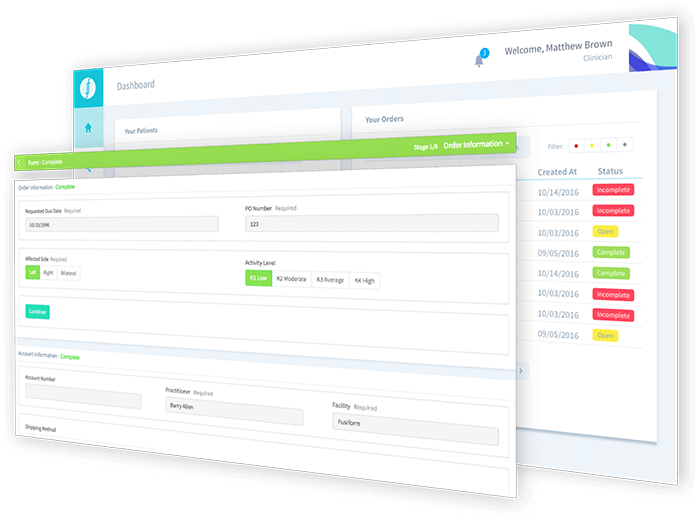 3
Welcome, Matthew Brown
Clinician
Dashboard
Your Patients
Your Orders
Filter:
Created At Status
10/14/2016 Incomplete
10/03/2016 Incomplete
10/03/2016 Open
09/05/2016 Complete
10/14/2016 Complete
10/03/2016 Incomplete
10/03/2016 Incomplete
09/05/2016 Open
Form - Complete
Stage 1/8 Order Information
Order Information - Complete
Requested Due Date Required
PO Number Required
10/10/1996
123
Affected Side Required
Activity Level
Left Right Bilateral
K1 Low K2 Moderate K3 Average K4 High
Continue
Account Information - Complete
Account Number
Practitioner Required
Facility Required
Barry Allen
Fusiform
Shipping Method